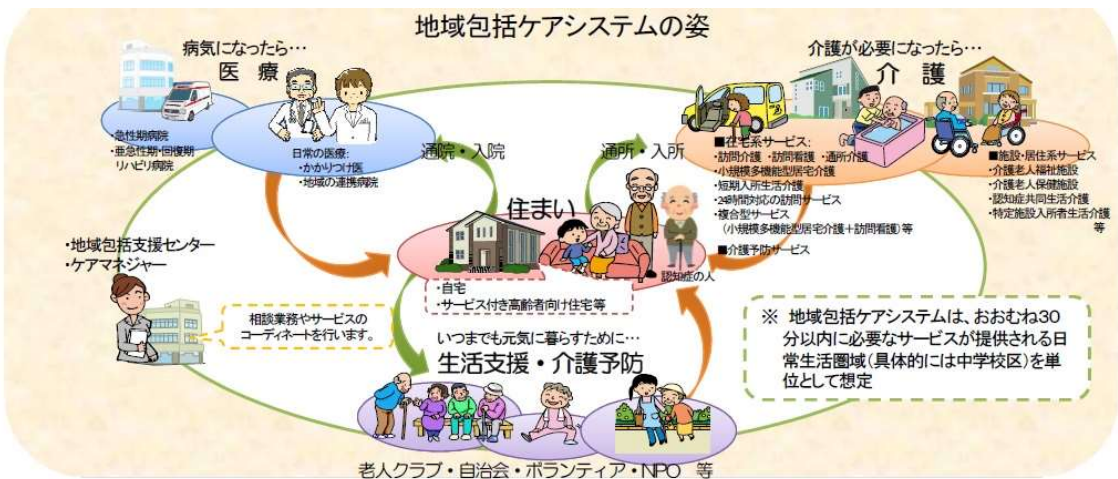 地域包括ケアシステムの姿
病気になったら…
医 療
・急性期病院
・亜急性期・回復期
リハビリ病院
日常の医療:
・かかりつけ医
・地域の連携病院
通院・入院
通所・入所
介護が必要になったら…
介 護
■在宅系サービス:
・訪問介護 ・訪問看護 ・通所介護
・小規模多機能型居宅介護
・短期入所生活介護
・24時間対応の訪問サービス
・複合型サービス
(小規模多機能型居宅介護+訪問看護)等
■介護予防サービス
■施設・居住系サービス
・介護老人福祉施設
・介護老人保健施設
・認知症共同生活介護
・特定施設入所者生活介護
等
住まい
認知症の人
・自宅
・サービス付き高齢者向け住宅等
・地域包括支援センター
・ケアマネジャー
相談業務やサービスの
コーディネートを行います。
いつまでも元気に暮らすために…
生活支援・介護予防
老人クラブ・自治会・ボランティア・NPO 等
※ 地域包括ケアシステムは、おおむね30
分以内に必要なサービスが提供される日
常生活圏域(具体的には中学校区)を単
位として想定